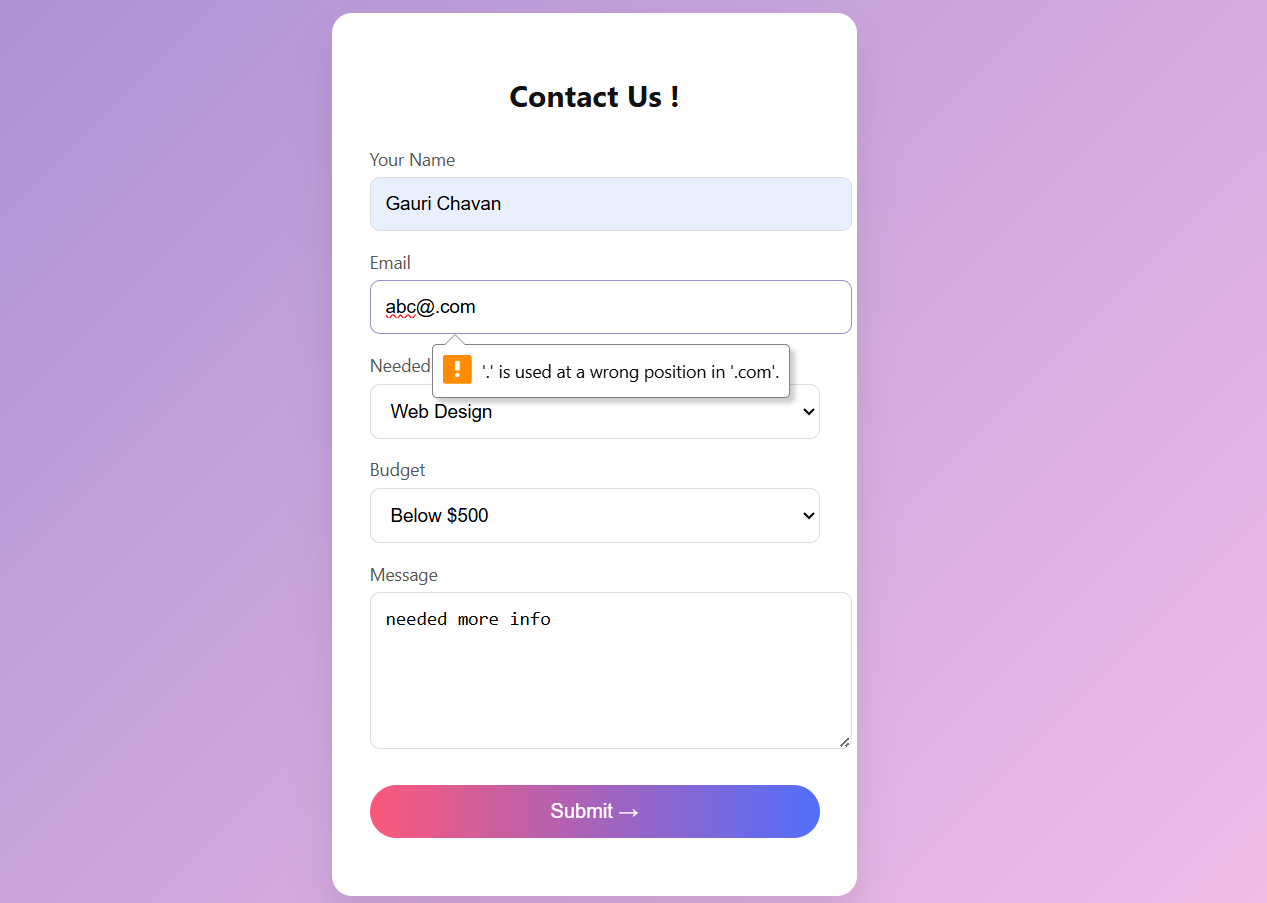 Contact Us !
Your Name
Gauri Chavan
Email
abc@.com
'.' is used at a wrong position in '.com'.
Needed
Web Design
Budget
Below $500
Message
needed more info
Submit →